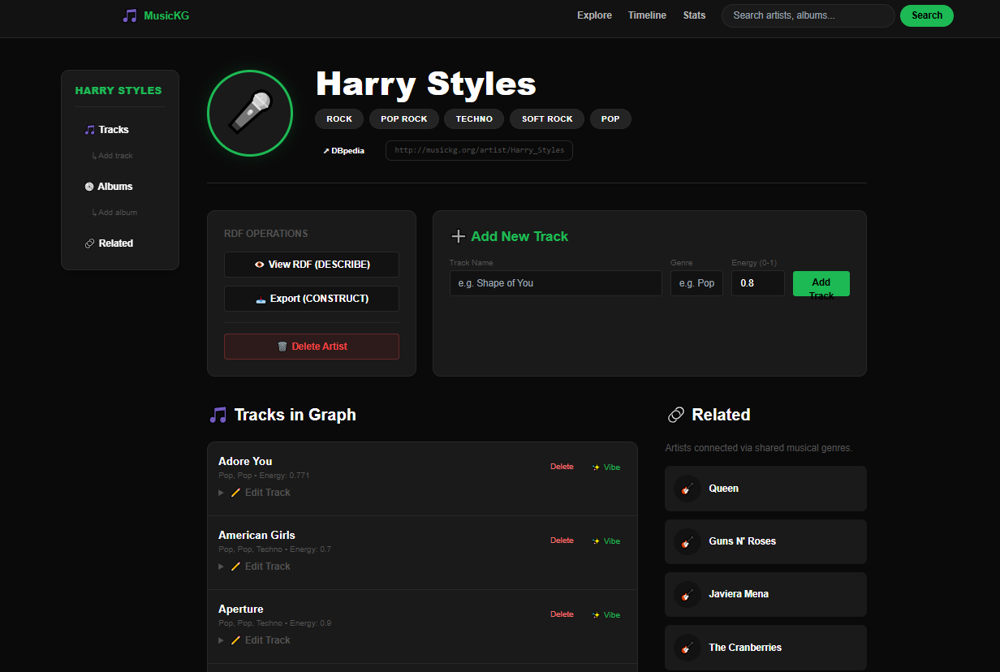 MusicKG
Explore Timeline Stats Search artists, albums... Search
HARRY STYLES
Tracks
↳ Add track
Albums
↳ Add album
Related
Harry Styles
ROCK POP ROCK TECHNO SOFT ROCK POP
↗ DBpedia http://musickg.org/artist/Harry_Styles
RDF OPERATIONS
View RDF (DESCRIBE)
Export (CONSTRUCT)
Delete Artist
Add New Track
Track Name Genre Energy (0-1)
e.g. Shape of You e.g. Pop 0.8 Add Track
Tracks in Graph
Adore You
Pop, Pop • Energy: 0.771
Edit Track
Delete Vibe
American Girls
Pop, Pop, Techno • Energy: 0.7
Edit Track
Delete Vibe
Aperture
Pop, Pop, Techno • Energy: 0.9
Edit Track
Delete Vibe
Related
Artists connected via shared musical genres.
Queen
Guns N' Roses
Javiera Mena
The Cranberries